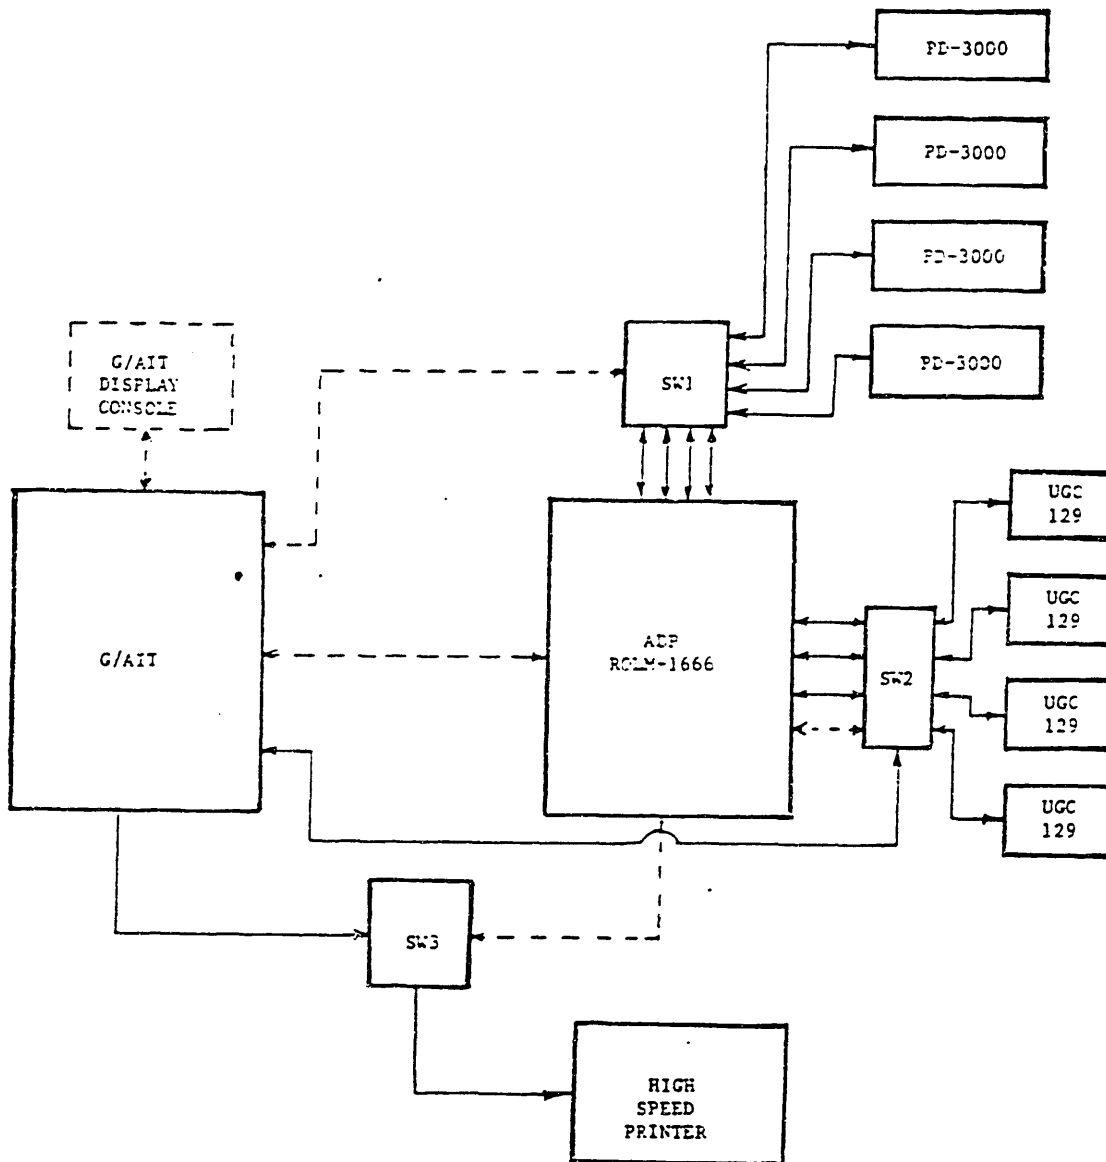 PD-3000
PD-3000
PD-3000
PD-3000
SW1
G/AIT
DISPLAY
CONSOLE
UGC
129
UGC
129
UGC
129
UGC
129
G/AIT
ADP
ROLM-1666
SW2
SW3
HIGH
SPEED
PRINTER